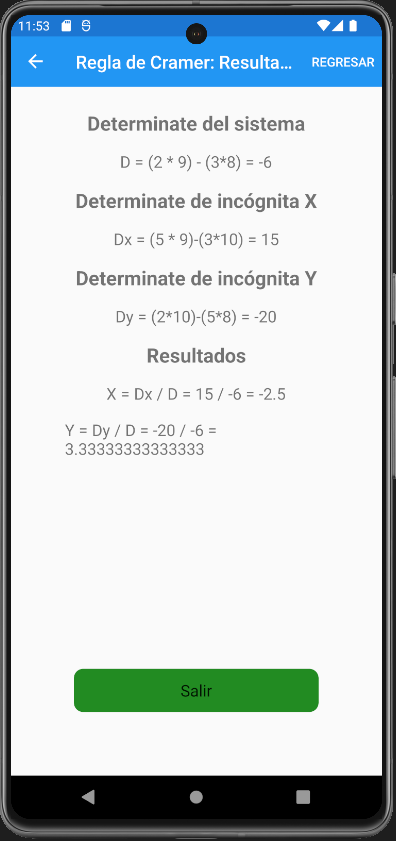 11:53
Regla de Cramer: Resulta...
REGRESAR
Determinate del sistema
D = (2 * 9) - (3*8) = -6
Determinate de incógnita X
Dx = (5 * 9)-(3*10) = 15
Determinate de incógnita Y
Dy = (2*10)-(5*8) = -20
Resultados
X = Dx / D = 15 / -6 = -2.5
Y = Dy / D = -20 / -6 =
3.33333333333333
Salir